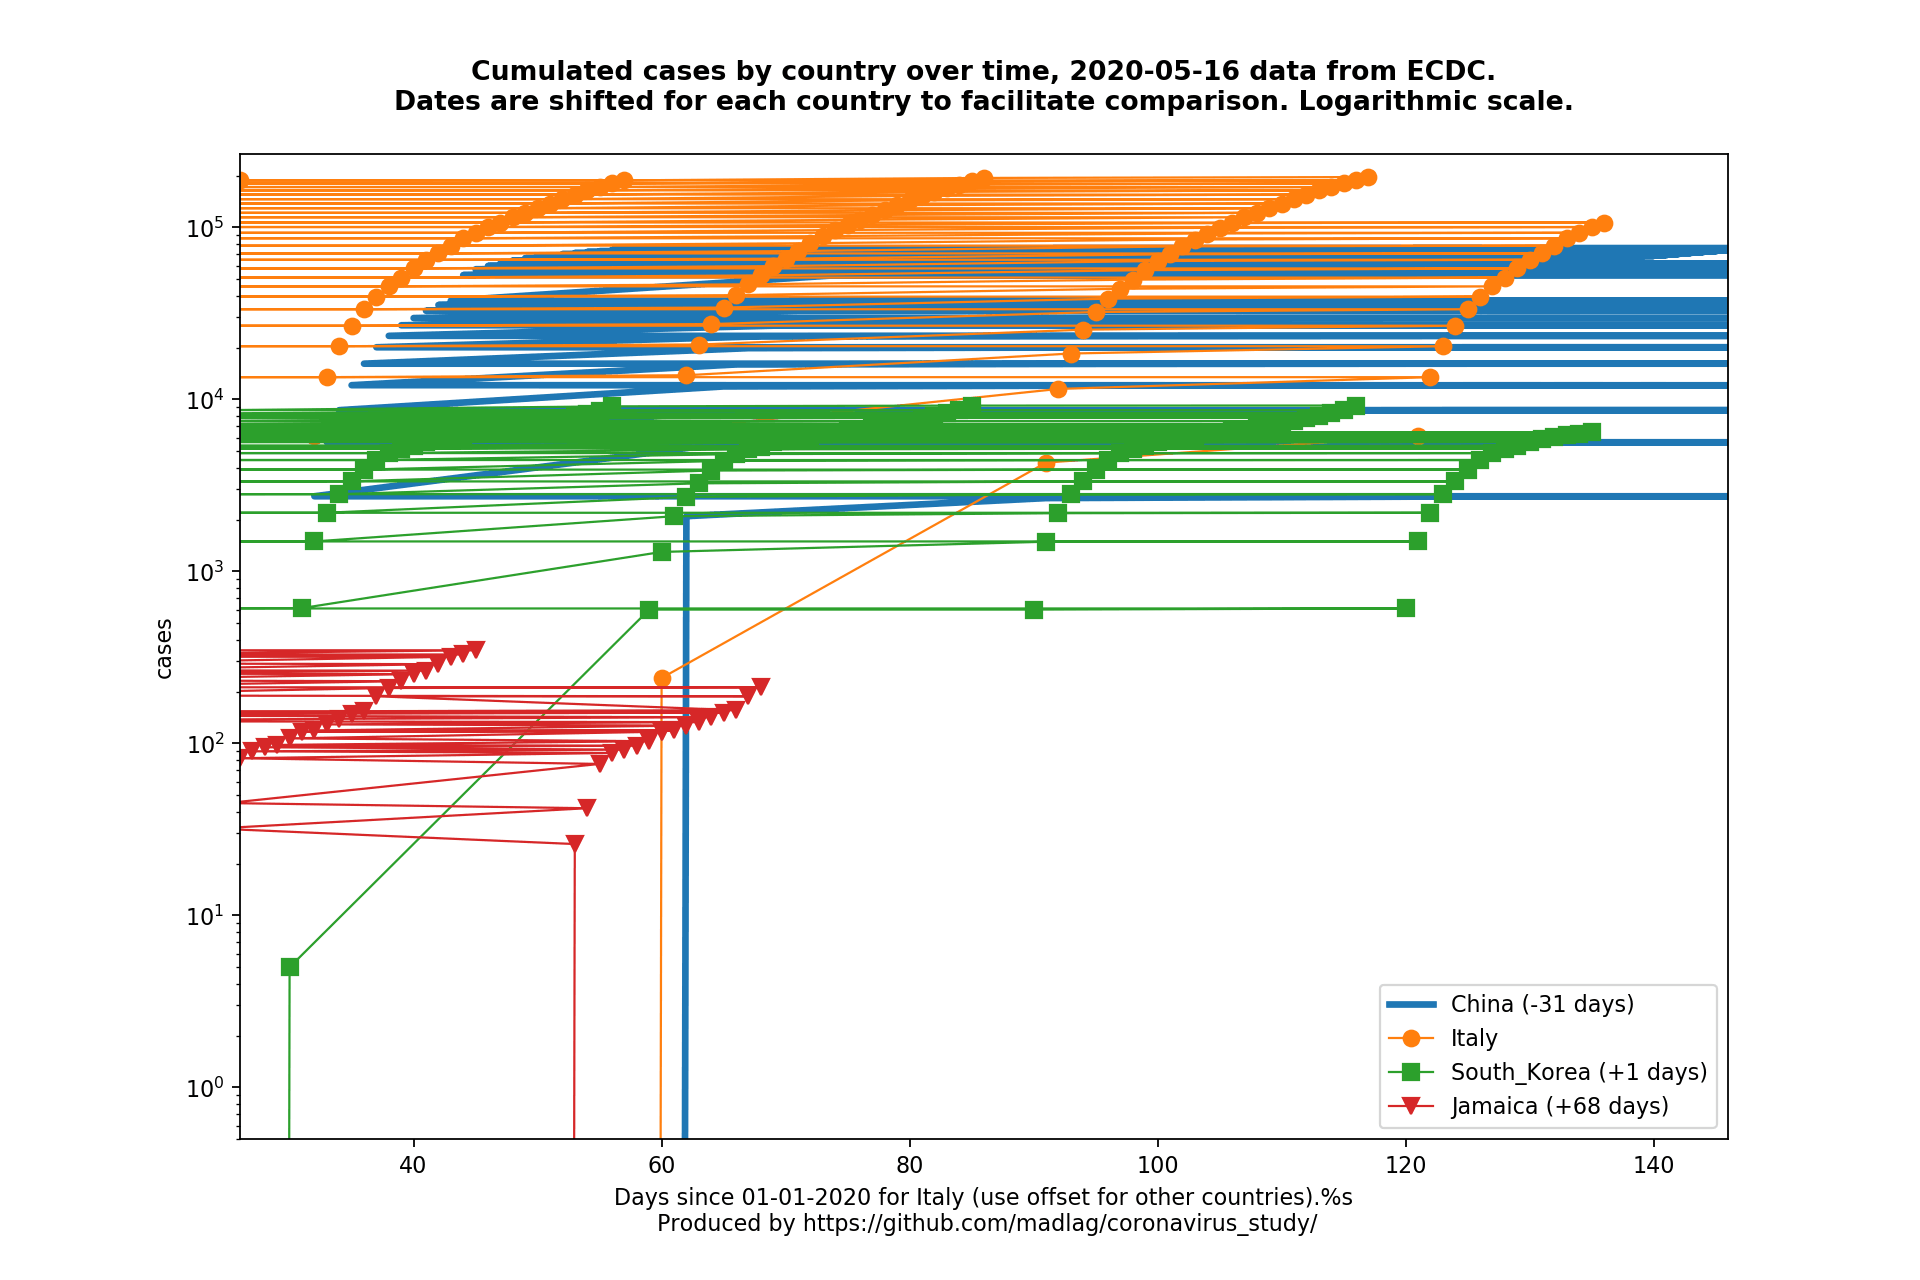 Cumulated cases by country over time, 2020-05-16 data from ECDC.
Dates are shifted for each country to facilitate comparison. Logarithmic scale.
10^5
10^4
10^3
10^2
10^1
10^0
cases
40 60 80 100 120 140
Days since 01-01-2020 for Italy (use offset for other countries).%s
Produced by https://github.com/madlag/coronavirus_study/
China (-31 days)
Italy
South_Korea (+1 days)
Jamaica (+68 days)